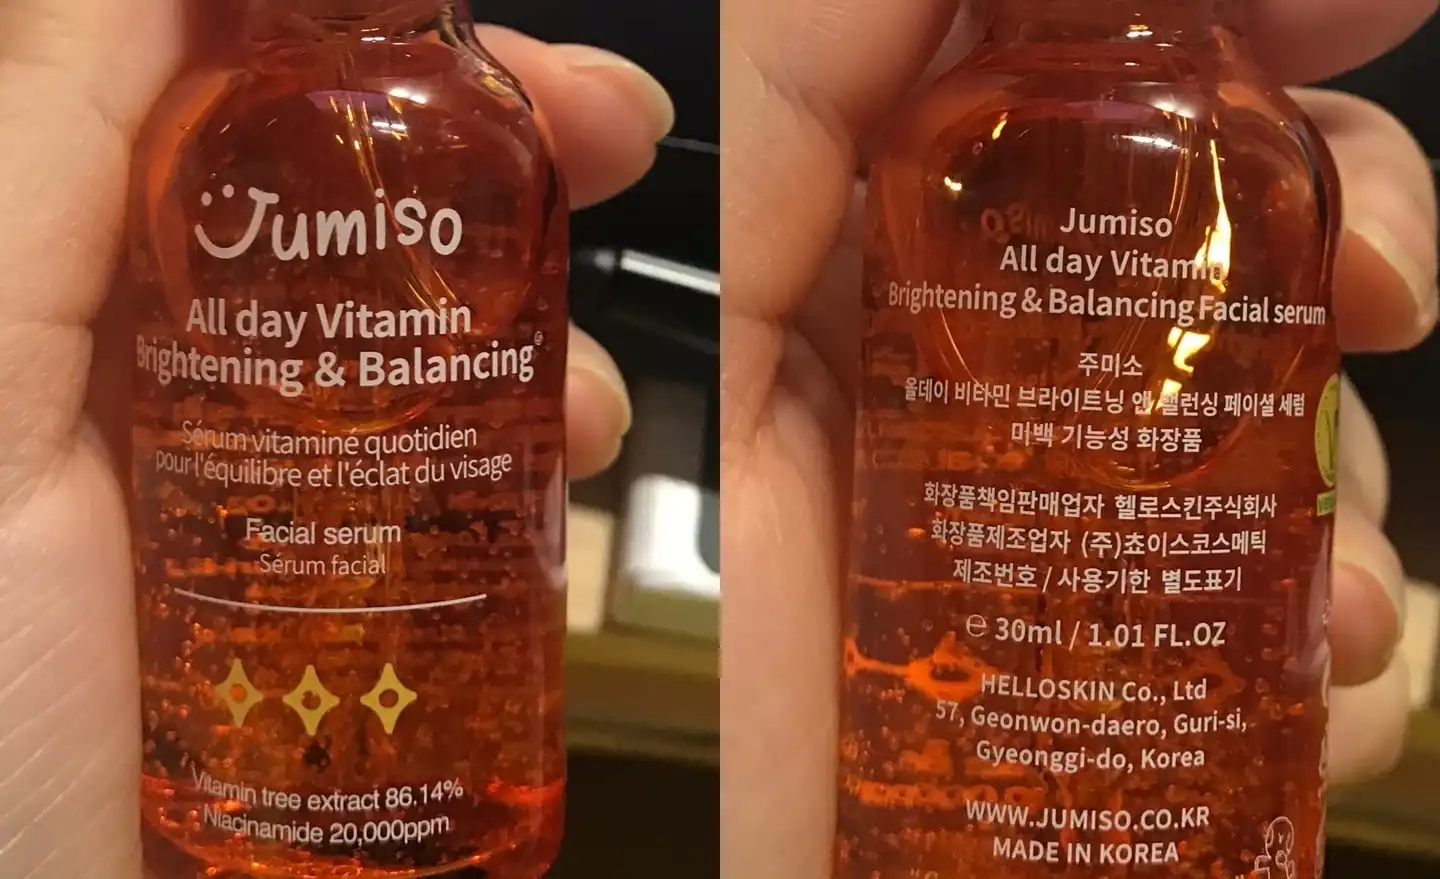 Jumiso
All day Vitamin
Brightening & Balancing®
Sérum vitaminé quotidien
pour l'équilibre et l'éclat du visage
Facial serum
Sérum facial
Vitamin tree extract 86.14%
Niacinamide 20,000ppm
Jumiso
All day Vitamin
Brightening & Balancing Facial serum
주미소
올데이 비타민 브라이트닝 앤 밸런싱 페이셜 세럼
미백 기능성 화장품
화장품책임판매업자 헬로스킨주식회사
화장품제조업자 (주)쵸이스코스메틱
제조번호 / 사용기한 별도표기
℮ 30ml / 1.01 FL.OZ
HELLOSKIN Co., Ltd
57, Geonwon-daero, Guri-si,
Gyeonggi-do, Korea
WWW.JUMISO.CO.KR
MADE IN KOREA